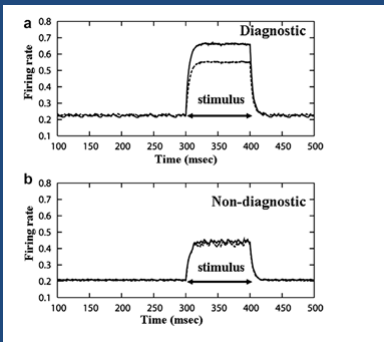 a
Diagnostic
Firing rate
0.8
0.7
0.6
0.5
0.4
0.3
0.2
0.1
stimulus
100 150 200 250 300 350 400 450 500
Time (msec)
b
Non-diagnostic
Firing rate
0.8
0.7
0.6
0.5
0.4
0.3
0.2
0.1
stimulus
100 150 200 250 300 350 400 450 500
Time (msec)